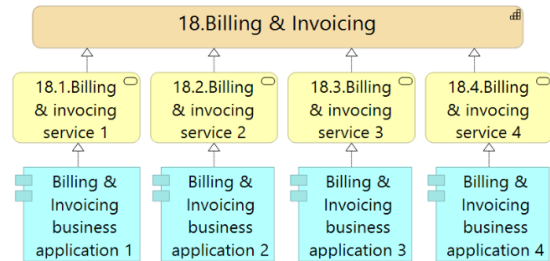 18.Billing & Invoicing
18.1.Billing
& invocing
service 1
18.2.Billing
& invocing
service 2
18.3.Billing
& invocing
service 3
18.4.Billing
& invocing
service 4
Billing &
Invoicing
business
application 1
Billing &
Invoicing
business
application 2
Billing &
Invoicing
business
application 3
Billing &
Invoicing
business
application 4